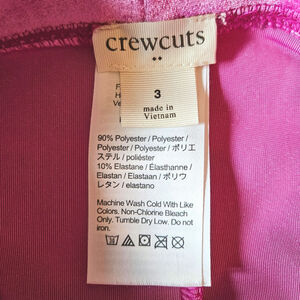 crewcuts
3
made in
Vietnam
90% Polyester / Polyester /
Polyester / Polyester / ポリエ
ステル / poliéster
10% Elastane / Élasthanne /
Elastan / Elastaan / ポリウ
レタン / elastano
Machine Wash Cold With Like
Colors. Non-Chlorine Bleach
Only. Tumble Dry Low. Do not
iron.